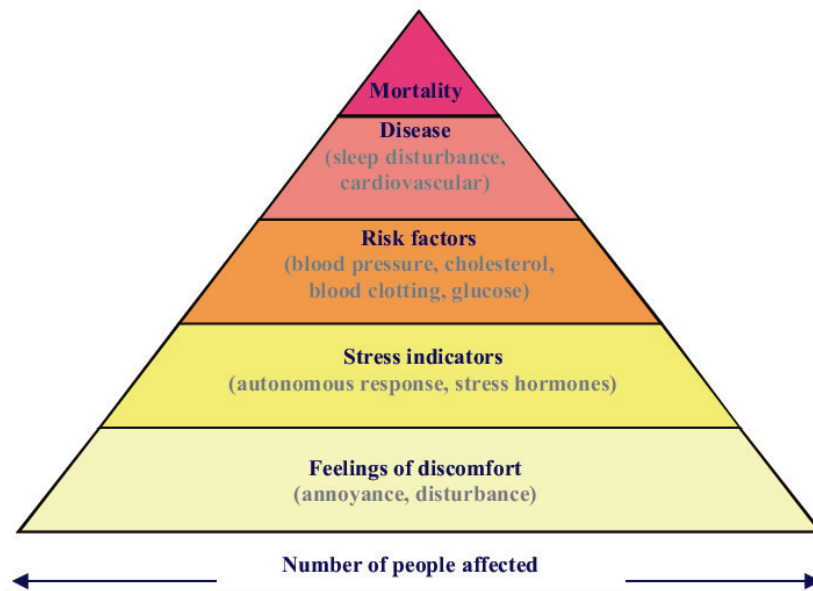 Mortality
Disease
(sleep disturbance,
cardiovascular)
Risk factors
(blood pressure, cholesterol,
blood clotting, glucose)
Stress indicators
(autonomous response, stress hormones)
Feelings of discomfort
(annoyance, disturbance)
Number of people affected